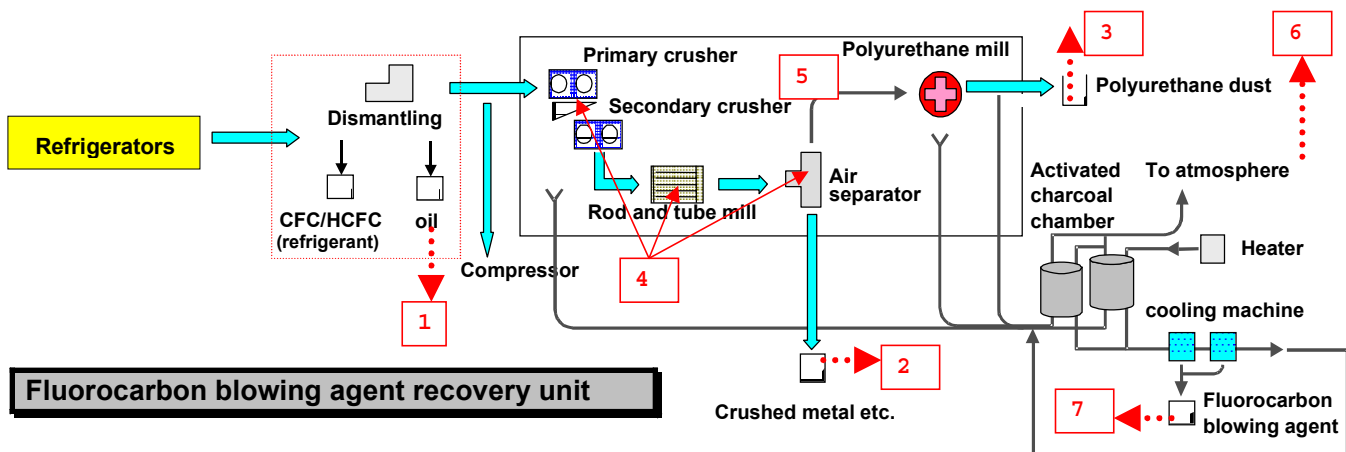 3
6
Primary crusher
Polyurethane mill
5
Polyurethane dust
Secondary crusher
Dismantling
Refrigerators
Activated
charcoal
chamber
To atmosphere
Air
separator
Rod and tube mill
CFC/HCFC
(refrigerant)
oil
Heater
Compressor
4
1
cooling machine
2
Fluorocarbon blowing agent recovery unit
Crushed metal etc.
7
Fluorocarbon
blowing agent